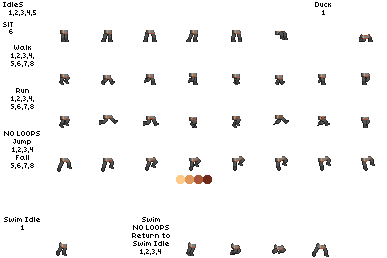 IdleS
1,2,3,4,5
Duck
1
SIT
6
Walk
1,2,3,4,
5,6,7,8
Run
1,2,3,4,
5,6,7,8
NO LOOPS
Jump
1,2,3,4
Fall
5,6,7,8
Swim Idle
1
Swim
NO LOOPS
Return to
Swim Idle
1,2,3,4